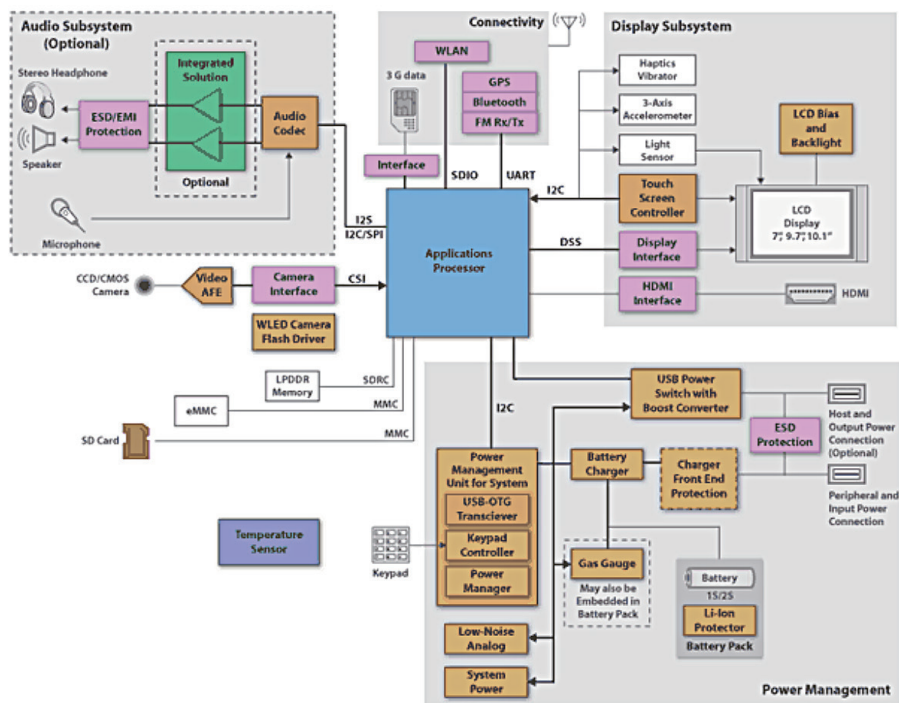 Audio Subsystem
(Optional)
Stereo Headphone
Speaker
ESD/EMI
Protection
Integrated
Solution
Optional
Audio
Codec
Microphone
I2S
I2C/SPI
Connectivity
WLAN
3 G data
GPS
Bluetooth
FM Rx/Tx
Interface
SDIO
UART
Display Subsystem
Haptics
Vibrator
3-Axis
Accelerometer
Light
Sensor
LCD Bias
and
Backlight
I2C
Touch
Screen
Controller
LCD
Display
7", 9.7", 10.1"
DSS
Display
Interface
HDMI
Interface
HDMI
Applications
Processor
CCD/CMOS
Camera
Video
AFE
Camera
Interface
CSI
WLED Camera
Flash Driver
LPDDR
Memory
SDRC
eMMC
MMC
SD Card
MMC
Temperature
Sensor
Keypad
I2C
Power
Management
Unit for System
USB-OTG
Transciever
Keypad
Controller
Power
Manager
Low-Noise
Analog
System
Power
USB Power
Switch with
Boost Converter
Battery
Charger
Charger
Front End
Protection
ESD
Protection
Host and
Output Power
Connection
(Optional)
Peripheral and
Input Power
Connection
Gas Gauge
May also be
Embedded in
Battery Pack
Battery
1S/2S
Li-Ion
Protector
Battery Pack
Power Management